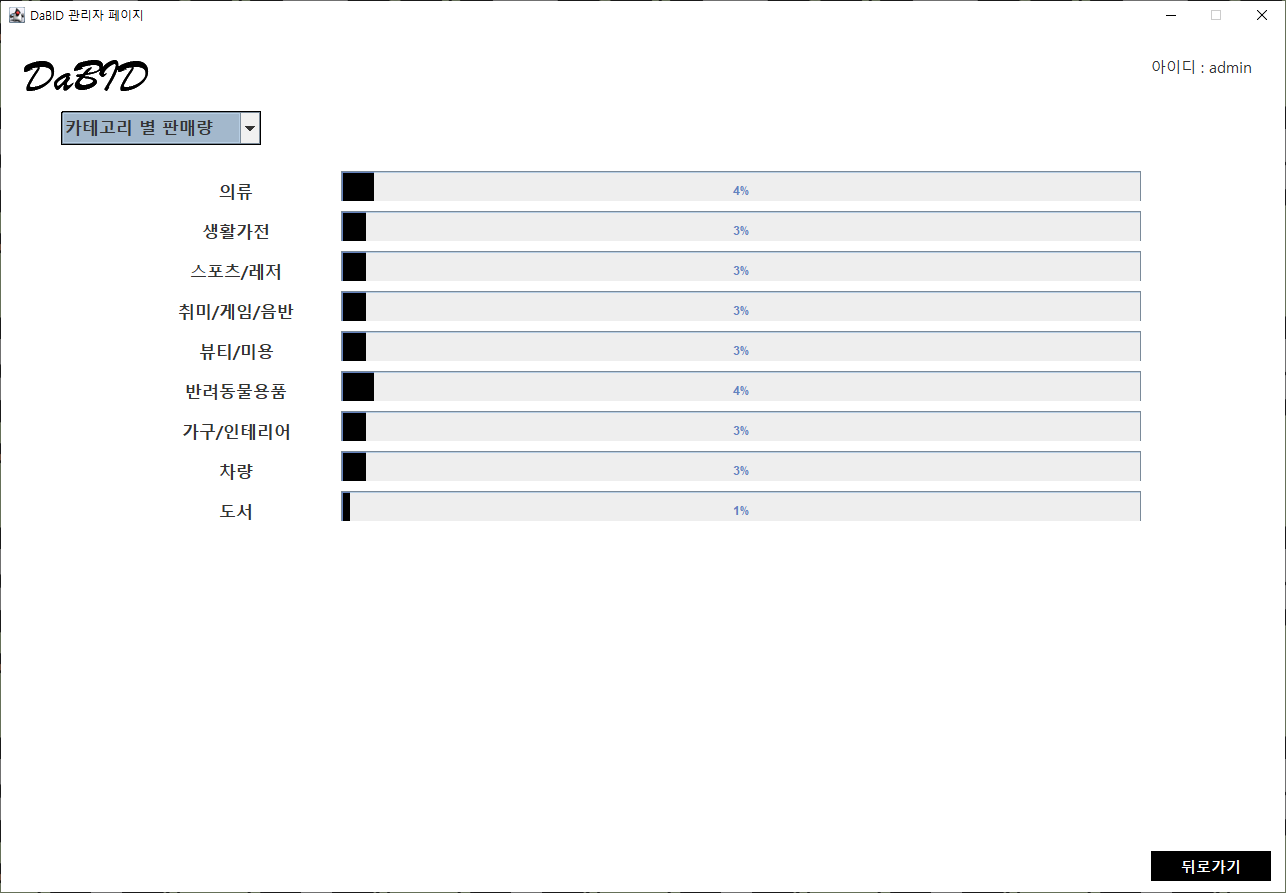 DaBID 관리자 페이지
DaBID
아이디 : admin
카테고리 별 판매량
의류 4%
생활가전 3%
스포츠/레저 3%
취미/게임/음반 3%
뷰티/미용 3%
반려동물용품 4%
가구/인테리어 3%
차량 3%
도서 1%
뒤로가기